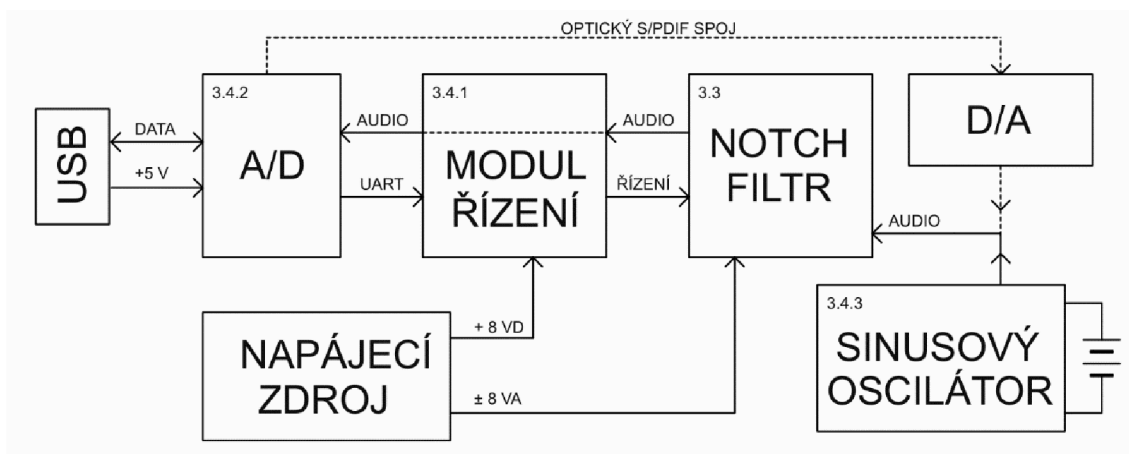 OPTICKÝ S/PDIF SPOJ
USB
DATA
+5 V
3.4.2
A/D
AUDIO
UART
3.4.1
MODUL
ŘÍZENÍ
AUDIO
ŘÍZENÍ
3.3
NOTCH
FILTR
D/A
AUDIO
NAPÁJECÍ
ZDROJ
+ 8 VD
± 8 VA
3.4.3
SINUSOVÝ
OSCILÁTOR